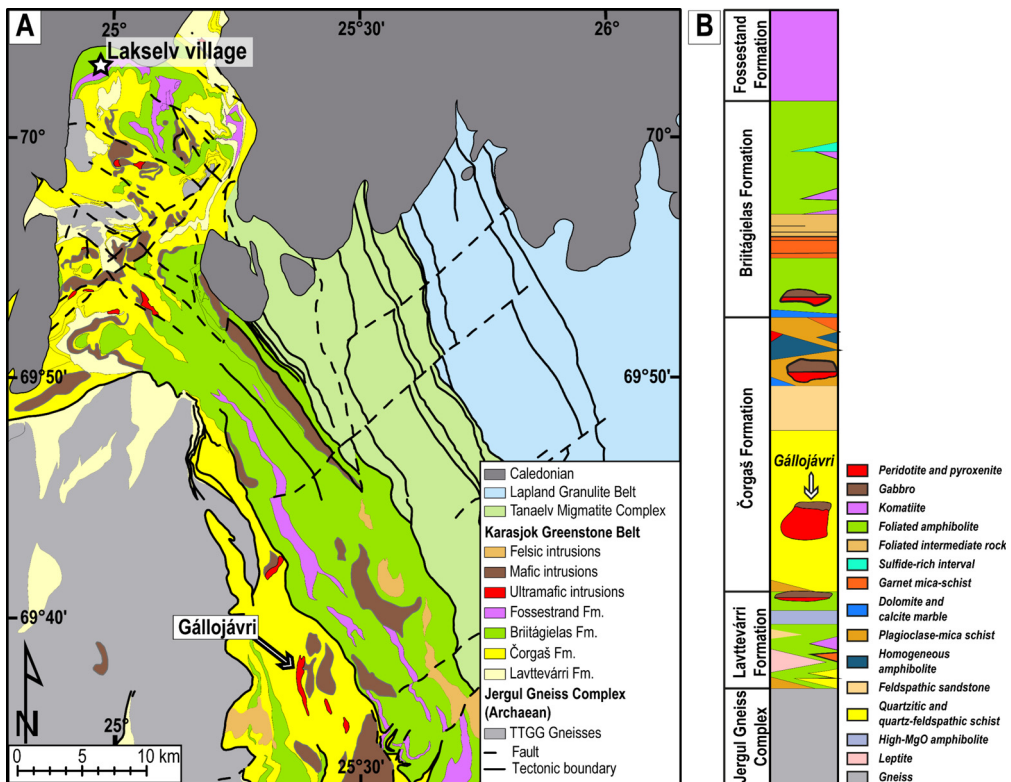 A
25°
25°30'
26°
B
Lakselv village
70°
70°
69°50'
69°50'
69°40'
Gállojávri
N
25°
25°30'
0
5
10 km
Caledonian
Lapland Granulite Belt
Tanaelv Migmatite Complex
Karasjok Greenstone Belt
Felsic intrusions
Mafic intrusions
Ultramafic intrusions
Fossestrand Fm.
Briitágielas Fm.
Čorgaš Fm.
Lavttevárri Fm.
Jergul Gneiss Complex
(Archaean)
TTGG Gneisses
Fault
Tectonic boundary
Fossestand
Formation
Briitágielas Formation
Čorgaš Formation
Lavttevárri
Formation
Jergul Gneiss
Complex
Gállojávri
Peridotite and pyroxenite
Gabbro
Komatiite
Foliated amphibolite
Foliated intermediate rock
Sulfide-rich interval
Garnet mica-schist
Dolomite and
calcite marble
Plagioclase-mica schist
Homogeneous
amphibolite
Feldspathic sandstone
Quartzitic and
quartz-feldspathic schist
High-MgO amphibolite
Leptite
Gneiss